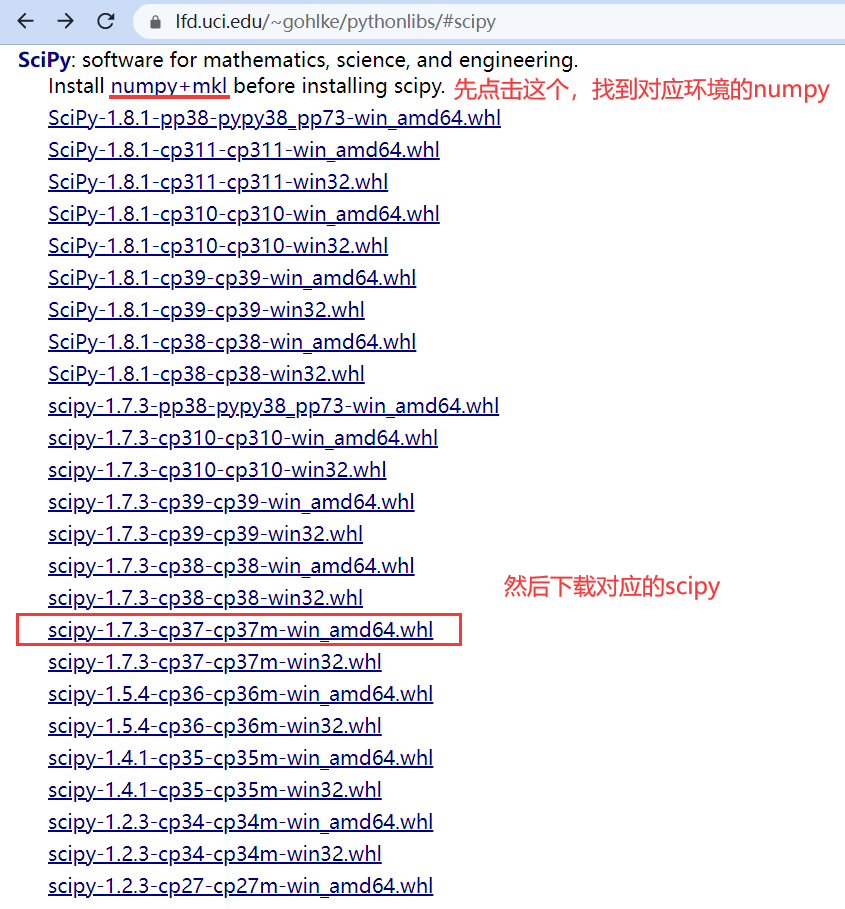 lfd.uci.edu/~gohlke/pythonlibs/#scipy
SciPy: software for mathematics, science, and engineering.
Install numpy+mkl before installing scipy. 先点击这个，找到对应环境的numpy
SciPy-1.8.1-pp38-pypy38_pp73-win_amd64.whl
SciPy-1.8.1-cp311-cp311-win_amd64.whl
SciPy-1.8.1-cp311-cp311-win32.whl
SciPy-1.8.1-cp310-cp310-win_amd64.whl
SciPy-1.8.1-cp310-cp310-win32.whl
SciPy-1.8.1-cp39-cp39-win_amd64.whl
SciPy-1.8.1-cp39-cp39-win32.whl
SciPy-1.8.1-cp38-cp38-win_amd64.whl
SciPy-1.8.1-cp38-cp38-win32.whl
scipy-1.7.3-pp38-pypy38_pp73-win_amd64.whl
scipy-1.7.3-cp310-cp310-win_amd64.whl
scipy-1.7.3-cp310-cp310-win32.whl
scipy-1.7.3-cp39-cp39-win_amd64.whl
scipy-1.7.3-cp39-cp39-win32.whl
scipy-1.7.3-cp38-cp38-win_amd64.whl
然后下载对应的scipy
scipy-1.7.3-cp38-cp38-win32.whl
scipy-1.7.3-cp37-cp37m-win_amd64.whl
scipy-1.7.3-cp37-cp37m-win32.whl
scipy-1.5.4-cp36-cp36m-win_amd64.whl
scipy-1.5.4-cp36-cp36m-win32.whl
scipy-1.4.1-cp35-cp35m-win_amd64.whl
scipy-1.4.1-cp35-cp35m-win32.whl
scipy-1.2.3-cp34-cp34m-win_amd64.whl
scipy-1.2.3-cp34-cp34m-win32.whl
scipy-1.2.3-cp27-cp27m-win_amd64.whl